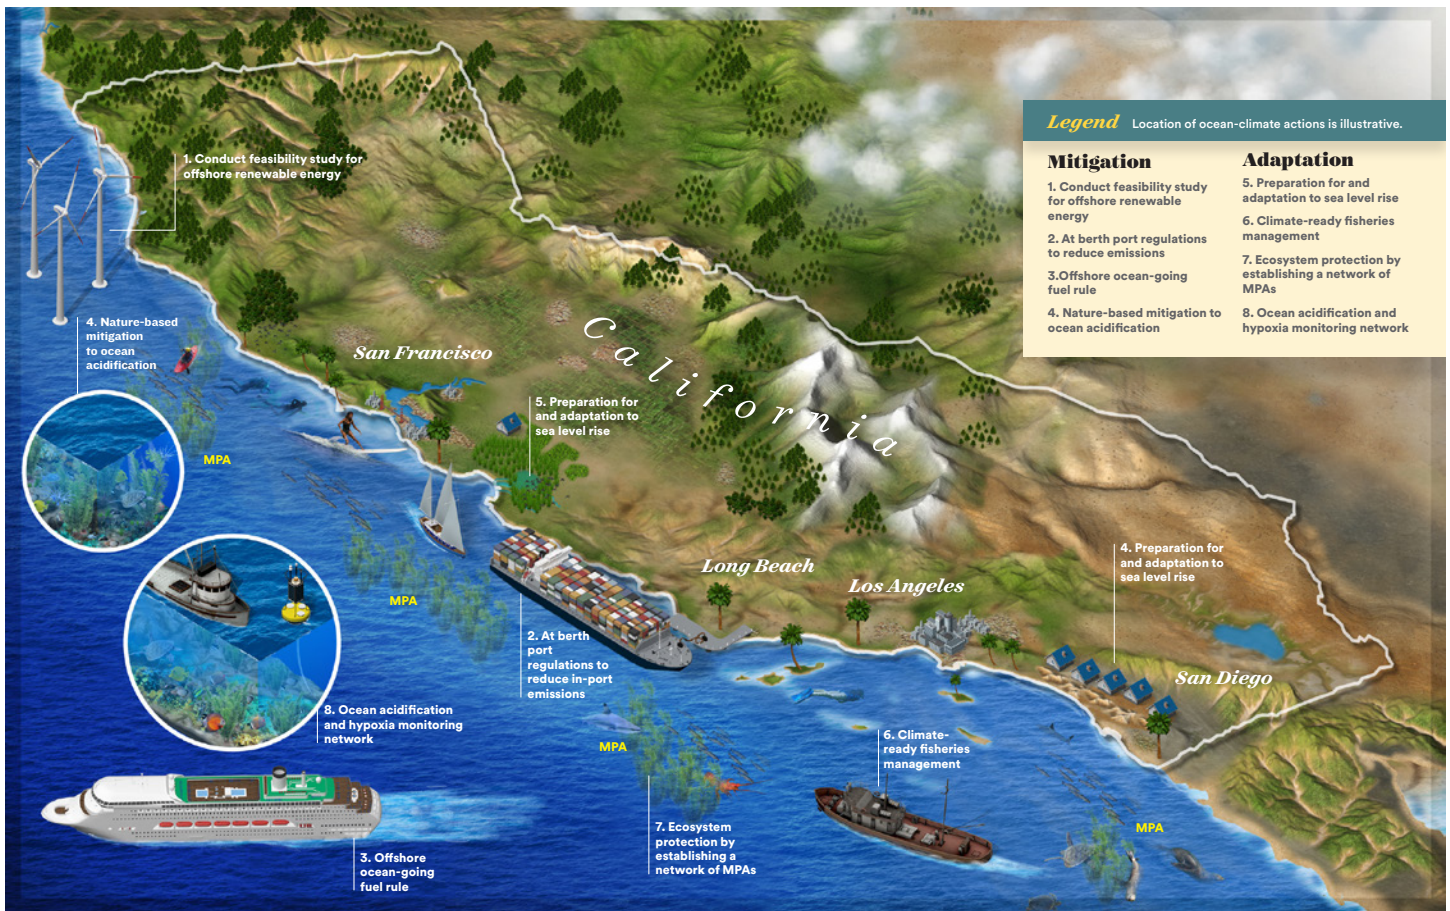 Legend Location of ocean-climate actions is illustrative.
Mitigation
1. Conduct feasibility study
for offshore renewable
energy
2. At berth port regulations
to reduce emissions
3.Offshore ocean-going
fuel rule
4. Nature-based mitigation to
ocean acidification
Adaptation
5. Preparation for and
adaptation to sea level rise
6. Climate-ready fisheries
management
7. Ecosystem protection by
establishing a network of
MPAs
8. Ocean acidification and
hypoxia monitoring network
1. Conduct feasibility study for
offshore renewable energy
4. Nature-based
mitigation
to ocean
acidification
San Francisco
California
5. Preparation for
and adaptation to
sea level rise
MPA
Long Beach
Los Angeles
4. Preparation for
and adaptation to
sea level rise
MPA
2. At berth
port
regulations to
reduce in-port
emissions
San Diego
8. Ocean acidification
and hypoxia monitoring
network
MPA
6. Climate-
ready fisheries
management
7. Ecosystem
protection by
establishing a
network of MPAs
MPA
3. Offshore
ocean-going
fuel rule